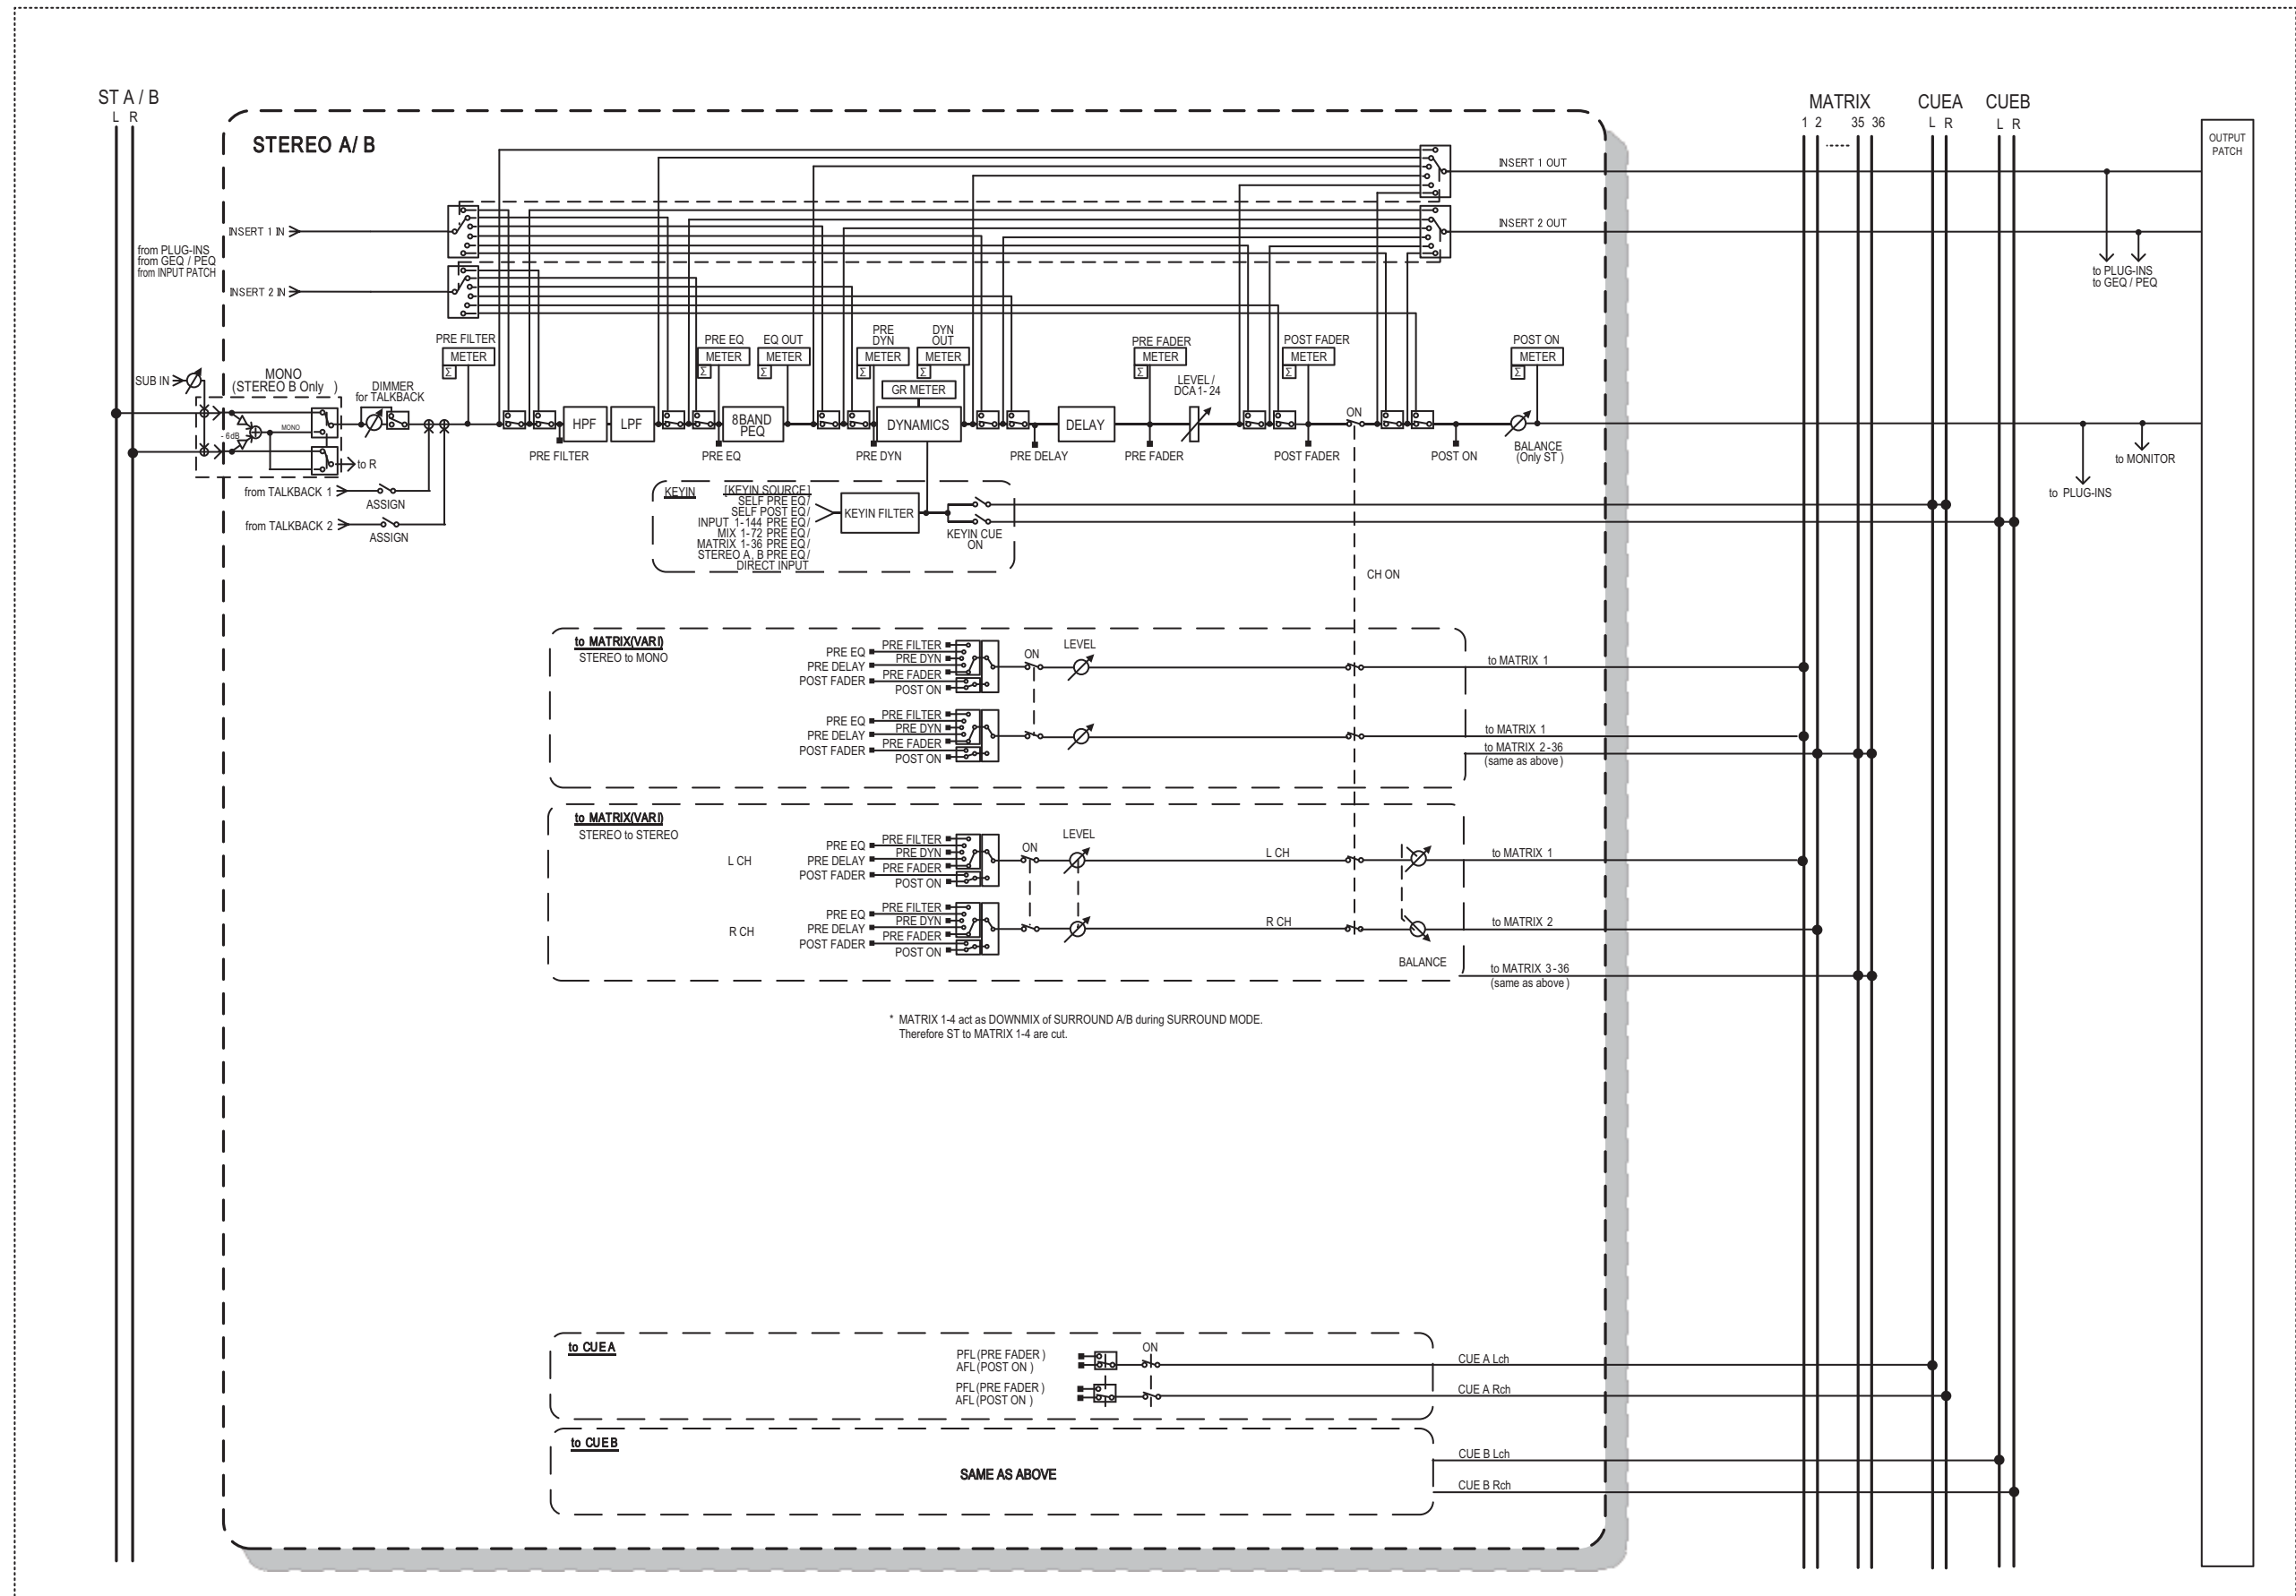 ST A / B
L R
MATRIX
1 2 35 36
CUEA
L R
CUEB
L R
OUTPUT
PATCH
STEREO A/ B
INSERT 1 OUT
INSERT 2 OUT
INSERT 1 IN
from PLUG-INS
from GEQ / PEQ
from INPUT PATCH
INSERT 2 IN
to PLUG-INS
to GEQ / PEQ
PRE FILTER
METER
Σ
PRE EQ
METER
Σ
EQ OUT
METER
Σ
PRE
DYN
METER
Σ
DYN
OUT
METER
Σ
GR METER
PRE FADER
METER
Σ
LEVEL /
DCA 1- 24
POST FADER
METER
Σ
POST ON
METER
Σ
SUB IN
MONO
(STEREO B Only )
DIMMER
for TALKBACK
- 6dB
MONO
to R
HPF
LPF
8BAND
PEQ
DYNAMICS
DELAY
ON
PRE FILTER
PRE EQ
PRE DYN
PRE DELAY
PRE FADER
POST FADER
POST ON
BALANCE
(Only ST )
to MONITOR
to PLUG-INS
from TALKBACK 1
ASSIGN
from TALKBACK 2
ASSIGN
KEYIN
[KEYIN SOURCE]
SELF PRE EQ /
SELF POST EQ /
INPUT 1-144 PRE EQ /
MIX 1-72 PRE EQ /
MATRIX 1-36 PRE EQ /
STEREO A, B PRE EQ /
DIRECT INPUT
KEYIN FILTER
KEYIN CUE
ON
CH ON
to MATRIX(VARI)
STEREO to MONO
PRE FILTER
PRE EQ
PRE DYN
PRE DELAY
PRE FADER
POST FADER
POST ON
ON
LEVEL
to MATRIX 1
PRE FILTER
PRE EQ
PRE DYN
PRE DELAY
PRE FADER
POST FADER
POST ON
to MATRIX 1
to MATRIX 2-36
(same as above )
to MATRIX(VARI)
STEREO to STEREO
L CH
PRE FILTER
PRE EQ
PRE DYN
PRE DELAY
PRE FADER
POST FADER
POST ON
ON
LEVEL
L CH
to MATRIX 1
R CH
PRE FILTER
PRE EQ
PRE DYN
PRE DELAY
PRE FADER
POST FADER
POST ON
R CH
to MATRIX 2
BALANCE
to MATRIX 3-36
(same as above )
* MATRIX 1-4 act as DOWNMIX of SURROUND A/B during SURROUND MODE.
Therefore ST to MATRIX 1-4 are cut.
to CUE A
PFL (PRE FADER )
AFL (POST ON )
ON
CUE A Lch
PFL (PRE FADER )
AFL (POST ON )
CUE A Rch
to CUE B
SAME AS ABOVE
CUE B Lch
CUE B Rch